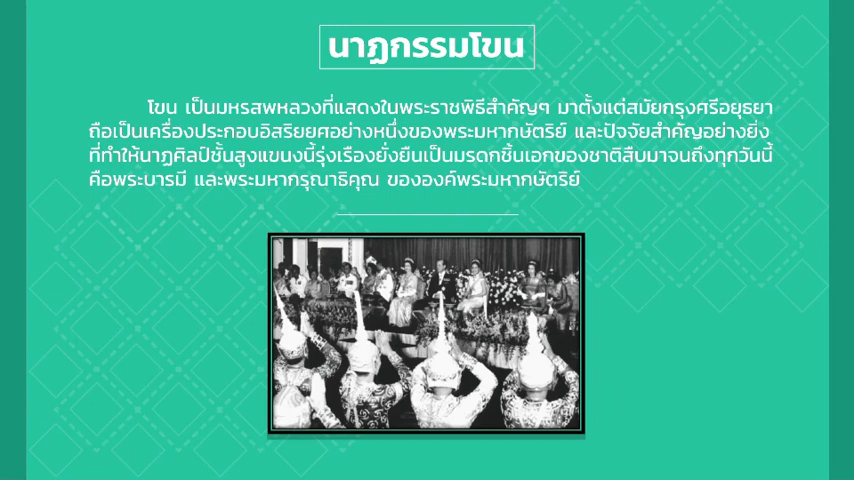 นาฏกรรมโขน
โขน เป็นมหรสพหลวงที่แสดงในพระราชพิธีสำคัญๆ มาตั้งแต่สมัยกรุงศรีอยุธยา
ถือเป็นเครื่องประกอบอิสริยยศอย่างหนึ่งของพระมหากษัตริย์ และปัจจัยสำคัญอย่างยิ่ง
ที่ทำให้นาฏศิลป์ชั้นสูงแขนงนี้รุ่งเรืองยั่งยืนเป็นมรดกชิ้นเอกของชาติสืบมาจนถึงทุกวันนี้
คือพระบารมี และพระมหากรุณาธิคุณ ขององค์พระมหากษัตริย์